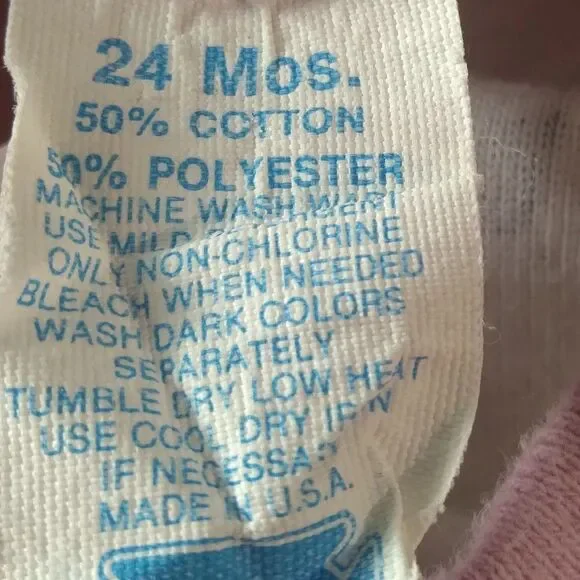 24 Mos.
50% COTTON
50% POLYESTER
MACHINE WASH
USE MILD
ONLY NON-CHLORINE
BLEACH WHEN NEEDED
WASH DARK COLORS
SEPARATELY
TUMBLE DRY LOW HEAT
USE COOL DRY
IF NECESSA
MADE IN U.S.A.